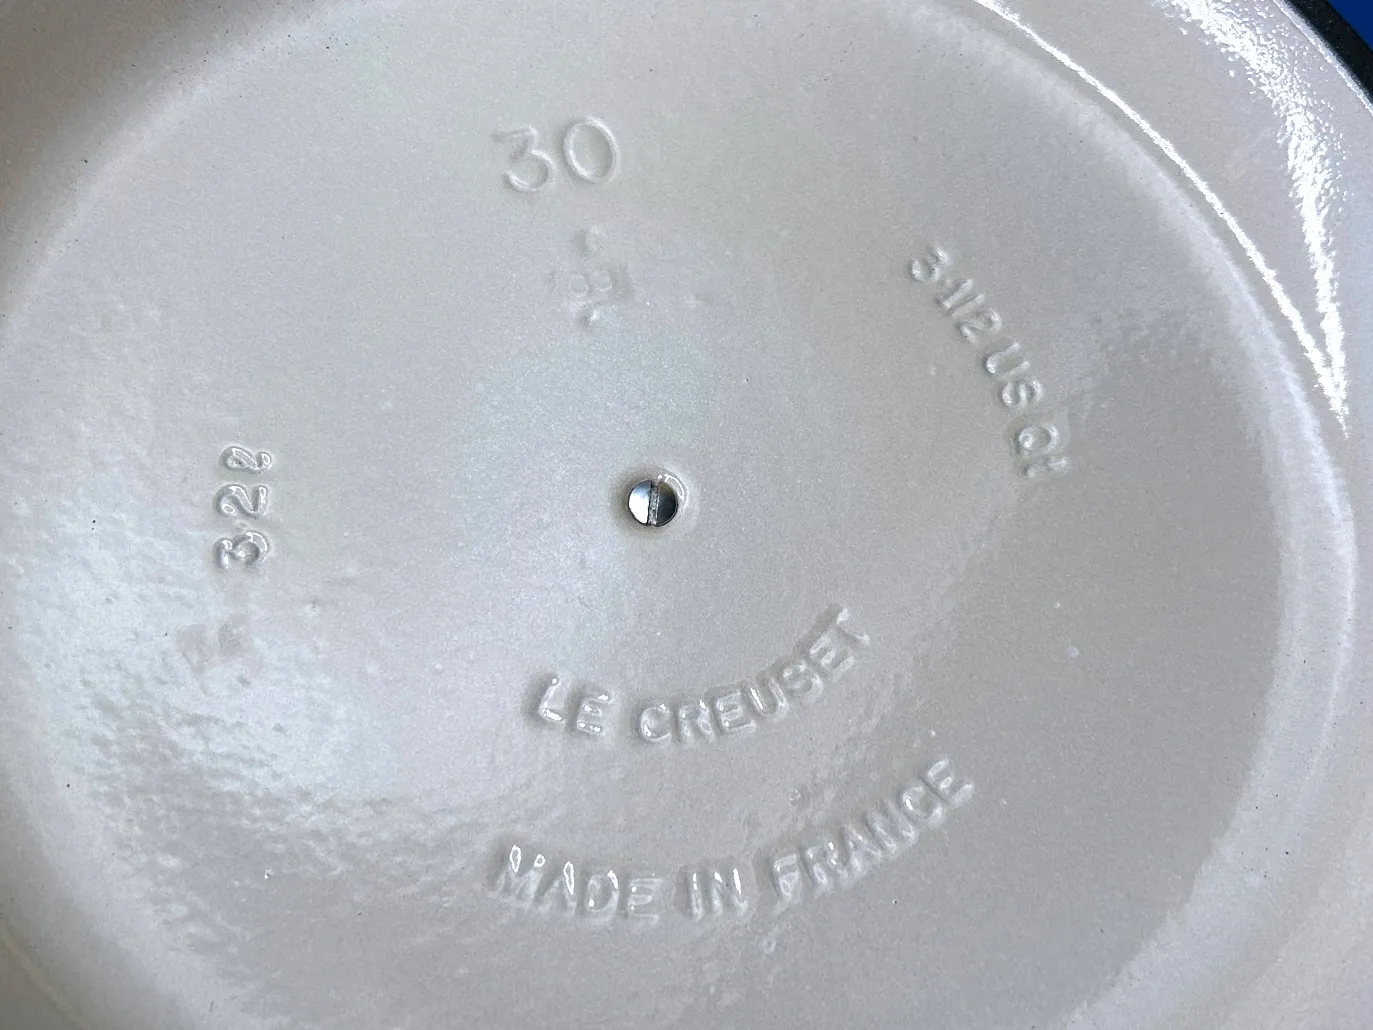 30
3-1/2 US Qt
3.2 ℓ
LE CREUSET
MADE IN FRANCE